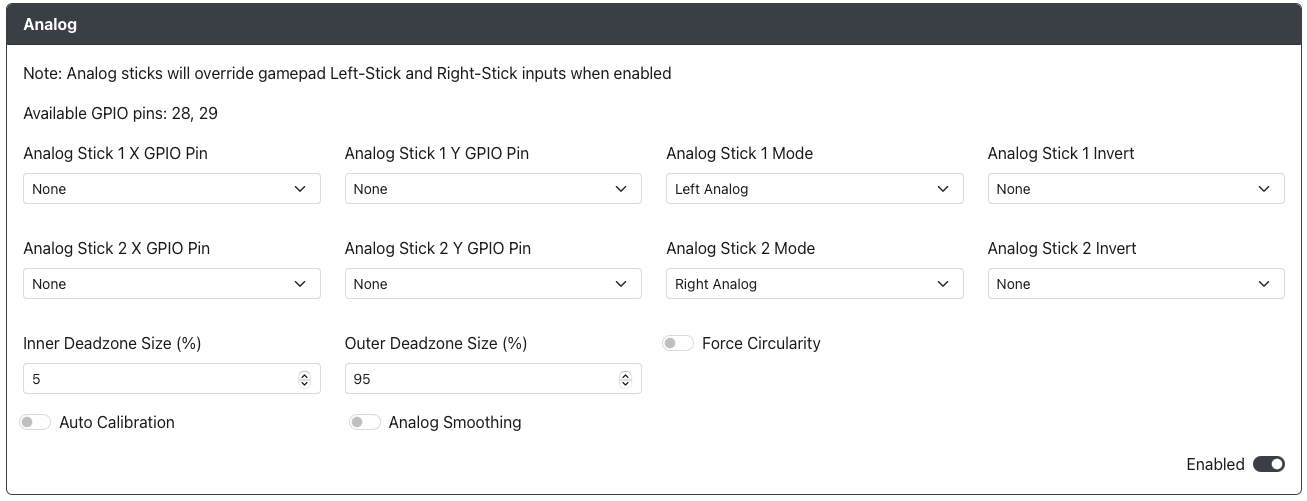 Analog
Note: Analog sticks will override gamepad Left-Stick and Right-Stick inputs when enabled
Available GPIO pins: 28, 29
Analog Stick 1 X GPIO Pin Analog Stick 1 Y GPIO Pin Analog Stick 1 Mode Analog Stick 1 Invert
None None Left Analog None
Analog Stick 2 X GPIO Pin Analog Stick 2 Y GPIO Pin Analog Stick 2 Mode Analog Stick 2 Invert
None None Right Analog None
Inner Deadzone Size (%) Outer Deadzone Size (%) Force Circularity
5 95
Auto Calibration Analog Smoothing
Enabled